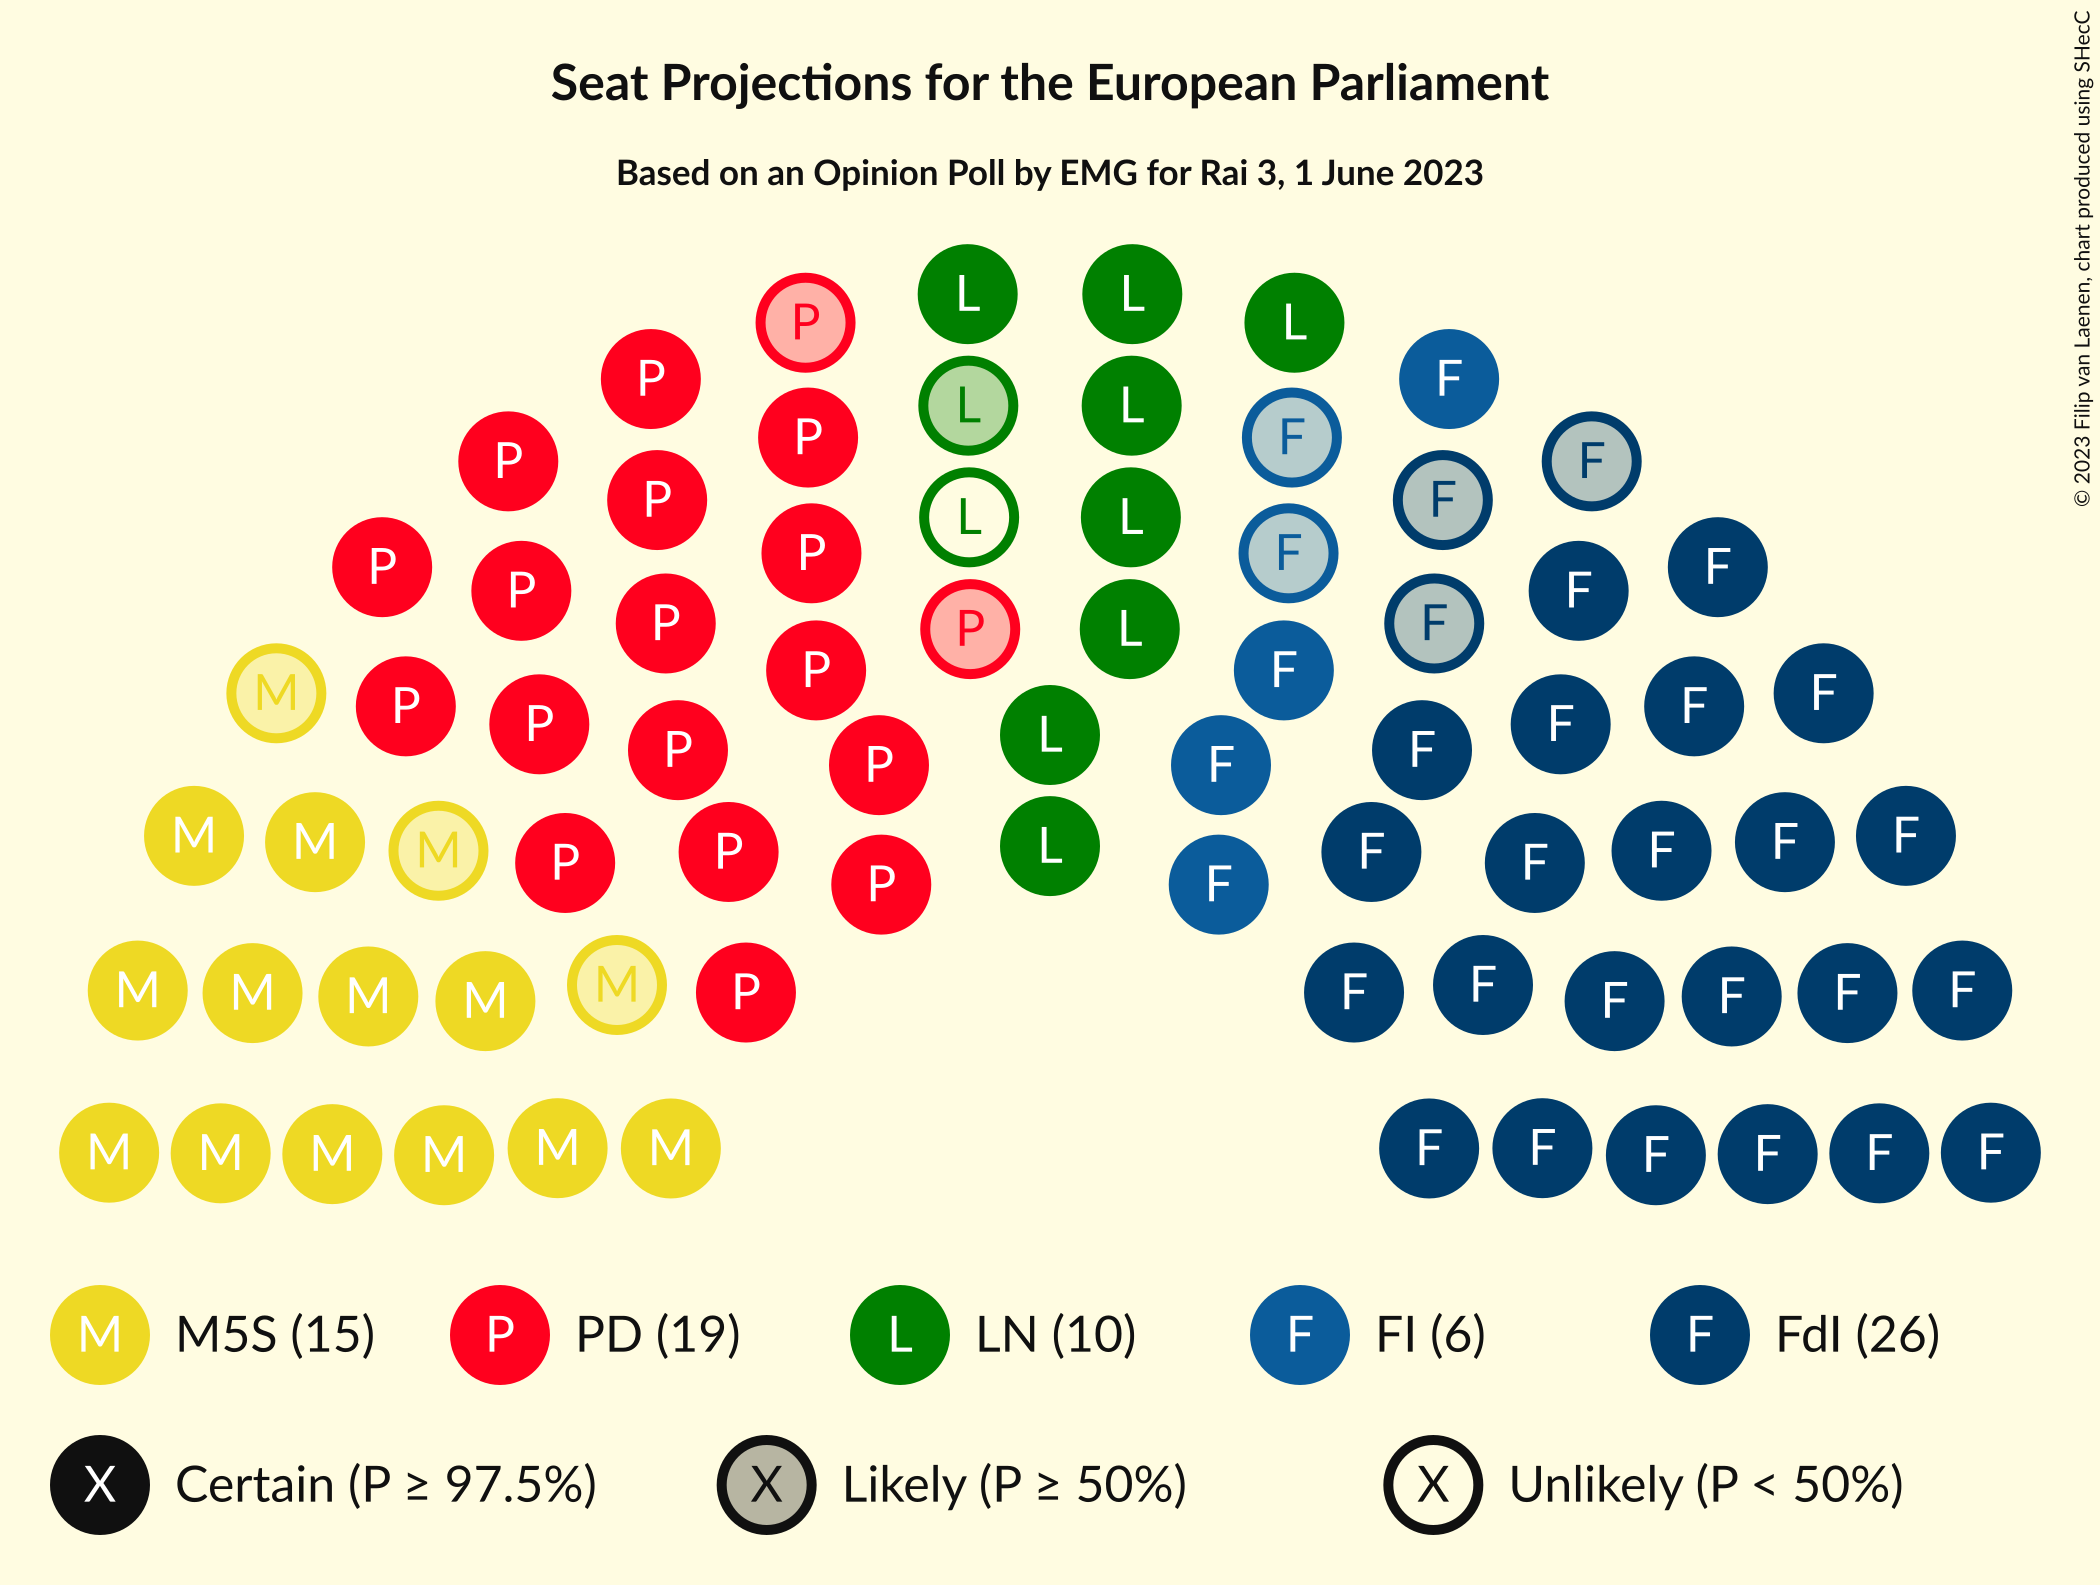 Seat Projections for the European Parliament
Based on an Opinion Poll by EMG for Rai 3, 1 June 2023
© 2023 Filip van Laenen, chart produced using SHecC
L L
P L
P F
P L F
L L
P F
P F
P F
L L
P F
P F
P F
P F
P F
P L L F
M F
P F
P F
P F
L
P F
P F
M M F F
L
M P P F F F
P F
M M M M M P F F F F F F
M M M M M M F F F F F F
M M5S (15) P PD (19) L LN (10) F FI (6) F FdI (26)
X Certain (P ≥ 97.5%) X Likely (P ≥ 50%) X Unlikely (P < 50%)